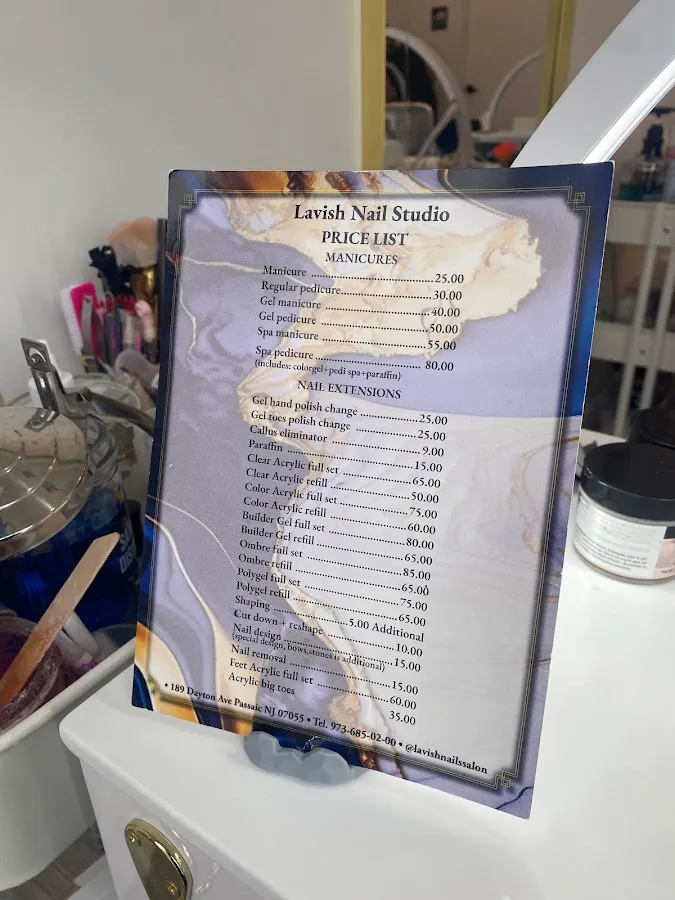 Lavish Nail Studio
PRICE LIST
MANICURES
Manicure ..........25.00
Regular pedicure..........30.00
Gel manicure ..........40.00
Gel pedicure ..........50.00
Spa manicure ..........55.00
Spa pedicure.......... 80.00
(includes: colorgel+pedi spa+paraffin)
NAIL EXTENSIONS
Gel hand polish change ..........25.00
Gel toes polish change ..........25.00
Callus eliminator .......... 9.00
Paraffin ..........15.00
Clear Acrylic full set ..........65.00
Clear Acrylic refill ..........50.00
Color Acrylic full set ..........75.00
Color Acrylic refill ..........60.00
Builder Gel full set ..........80.00
Builder Gel refill ..........65.00
Ombre full set ..........85.00
Ombre refill ..........65.00
Polygel full set ..........75.00
Polygel refill ..........65.00
Shaping ..........5.00 Additional
Cut down + reshape ..........10.00
Nail design ..........15.00
(special design, bows,stones is additional)
Nail removal ..........15.00
Feet Acrylic full set ..........60.00
Acrylic big toes ..........35.00
• 189 Dayton Ave Passaic NJ 07055 • Tel. 973-685-02-00 • @lavishnailssalon